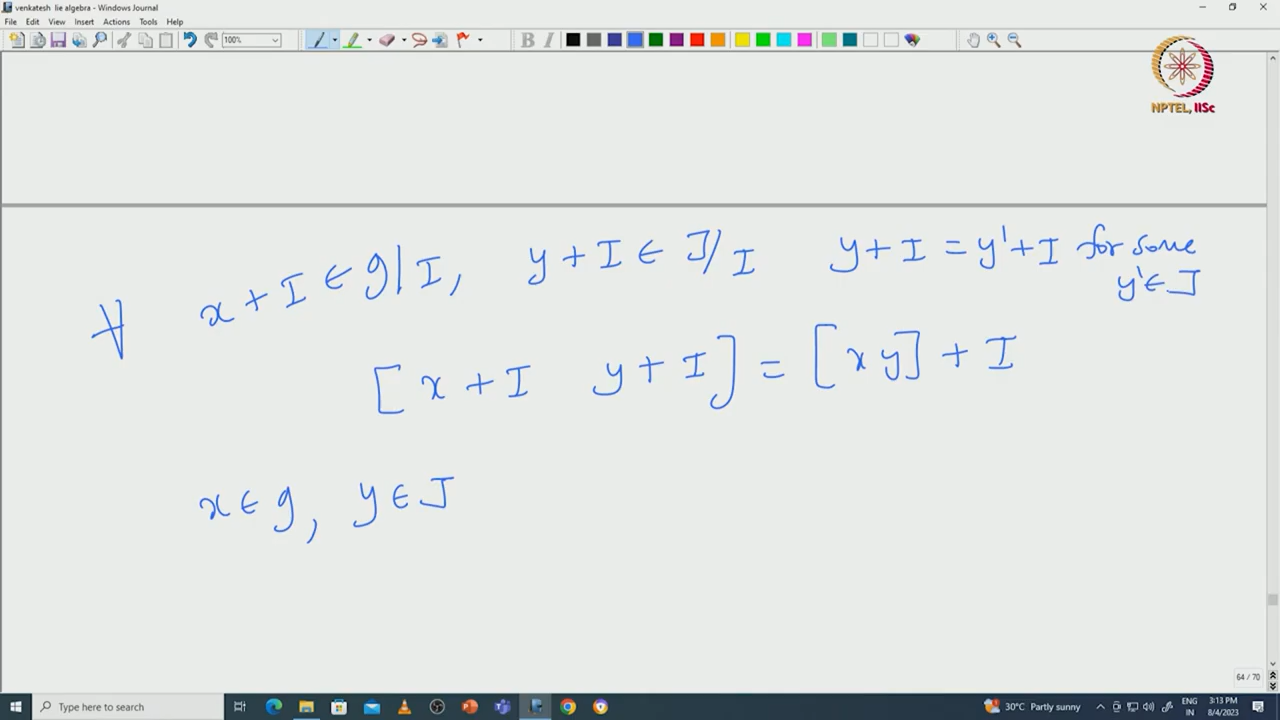 venkatesh lie algebra - Windows Journal
File Edit View Insert Actions Tools Help
100%
NPTEL, IISc
∀ x + I ∈ g/I, y + I ∈ J/I y + I = y' + I for some y' ∈ J
[x + I y + I] = [x y] + I
x ∈ g, y ∈ J
64 / 70
Type here to search
30°C Partly sunny
ENG
IN
3:13 PM
8/4/2023